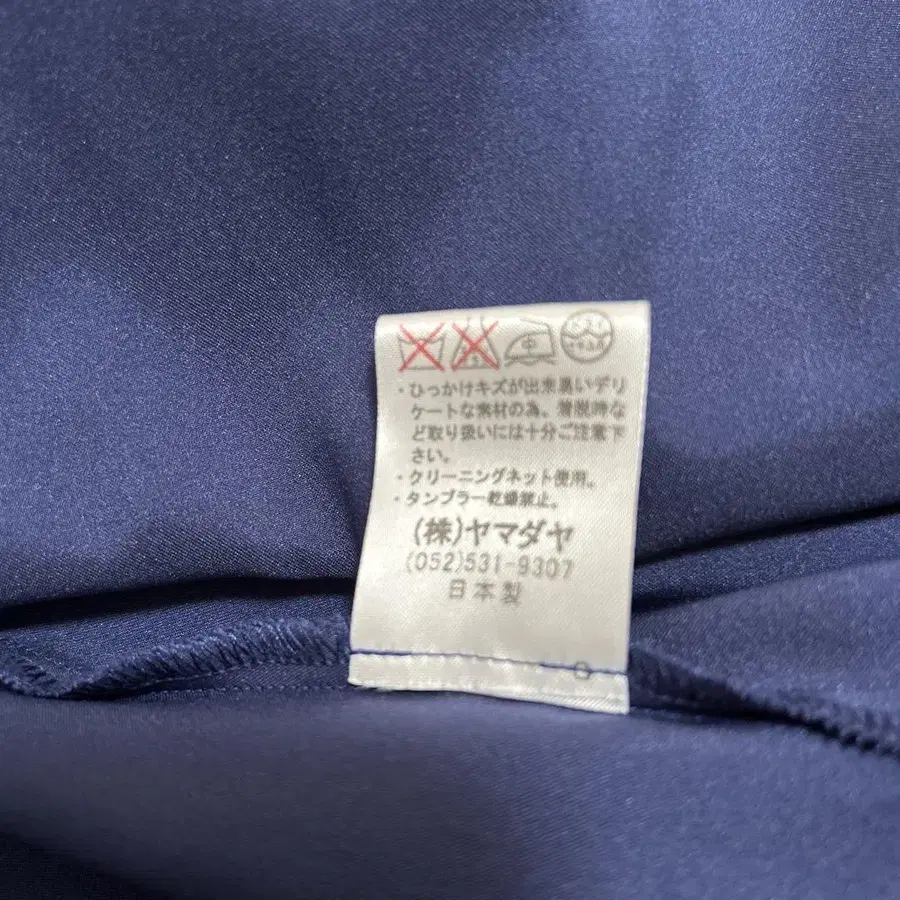 中
・ひっかけキズが出来易いデリ
ケートな素材の為、着脱時な
ど取り扱いには十分ご注意下
さい。
・クリーニングネット使用。
・タンブラー乾燥禁止。
(株)ヤマダヤ
(052)531-9307
日本製